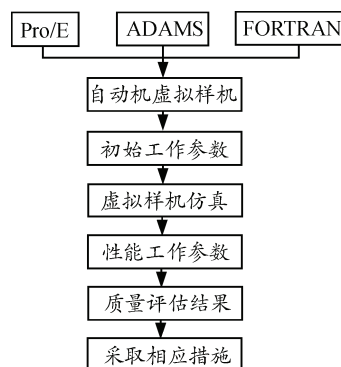 Pro/E ADAMS FORTRAN
自动机虚拟样机
初始工作参数
虚拟样机仿真
性能工作参数
质量评估结果
采取相应措施